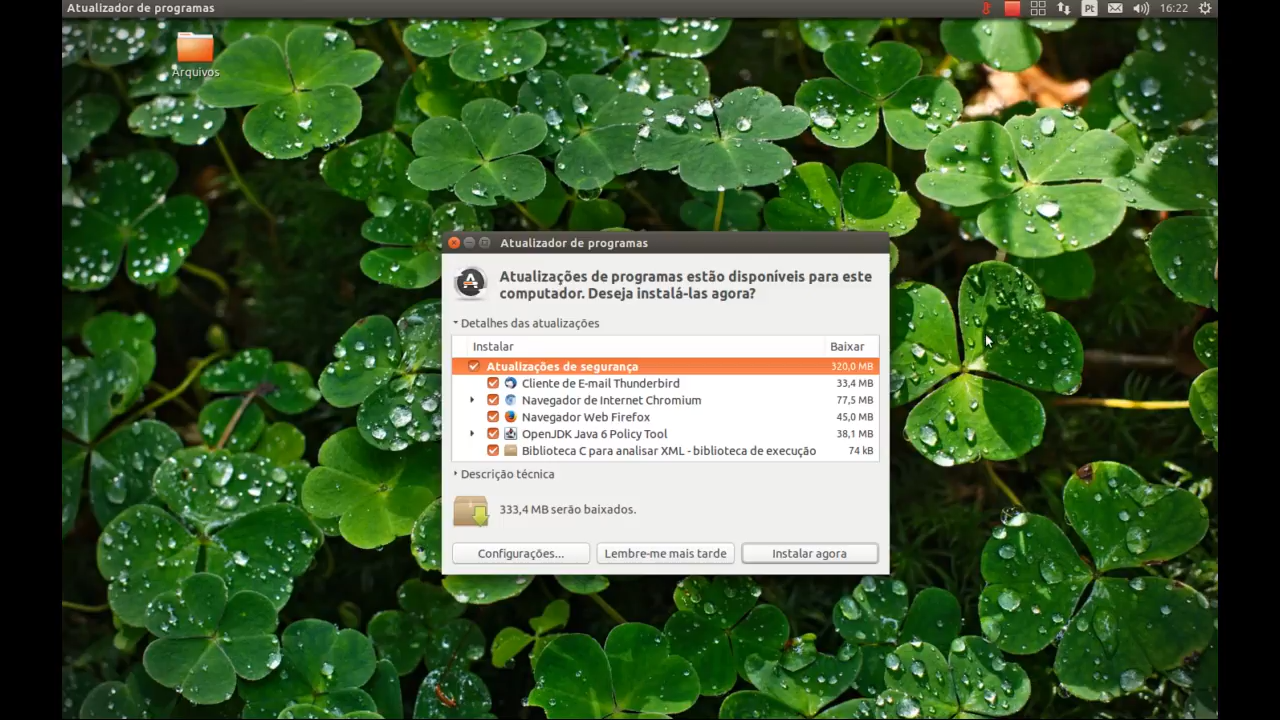 Atualizador de programas
Pt
16:22
Arquivos
Atualizador de programas
Atualizações de programas estão disponíveis para este
computador. Deseja instalá-las agora?
Detalhes das atualizações
Instalar Baixar
Atualizações de segurança 320,0 MB
Cliente de E-mail Thunderbird 33,4 MB
Navegador de Internet Chromium 77,5 MB
Navegador Web Firefox 45,0 MB
OpenJDK Java 6 Policy Tool 38,1 MB
Biblioteca C para analisar XML - biblioteca de execução 74 kB
Descrição técnica
333,4 MB serão baixados.
Configurações... Lembre-me mais tarde Instalar agora